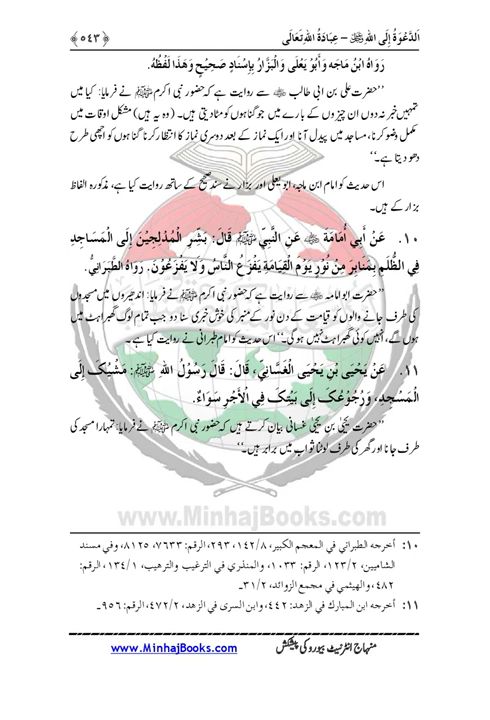 اَلدَّعْوَةُ إِلَی اللهِ ﷺ – عِبَادَةُ اللهِ تَعَالَی ﴿ ٥٤٣ ﴾
رَوَاهُ ابْنُ مَاجَه وَأَبُوْ يَعْلَی وَالْبَزَّارُ بِإِسْنَادٍ صَحِيْحٍ وَهَذَا لَفْظُهُ.
’’حضرت علی بن ابی طالب ؓ سے روایت ہے کہ حضور نبی اکرم ﷺ نے فرمایا: کیا میں
تمہیں خبر نہ دوں ان چیزوں کے بارے میں جو گناہوں کو مٹا دیتی ہیں۔ (وہ یہ ہیں) مشکل اوقات میں
مکمل وضو کرنا، مساجد میں پیدل آنا اور ایک نماز کے بعد دوسری نماز کا انتظار کرنا گناہوں کو اچھی طرح
دھو دیتا ہے۔‘‘
اس حدیث کو امام ابن ماجہ، ابو یعلی اور بزار نے سند صحیح کے ساتھ روایت کیا ہے، مذکورہ الفاظ
بزار کے ہیں۔
١٠. عَنْ أَبِي أُمَامَةَ ؓ عَنِ النَّبِيِّ ﷺ قَالَ: بَشِّرِ الْمُدْلِجِيْنَ إِلَی الْمَسَاجِدِ
فِي الظُّلَمِ بِمَنَابِرَ مِنْ نُوْرٍ يَوْمَ الْقِيَامَةِ يَفْزَعُ النَّاسُ وَلَا يَفْزَعُوْنَ. رَوَاهُ الطَّبَرَانِيُّ.
’’حضرت ابو امامہ ؓ سے روایت ہے کہ حضور نبی اکرم ﷺ نے فرمایا: اندھیروں میں مسجدوں
کی طرف جانے والوں کو قیامت کے دن نور کے منبر کی خوش خبری سنا دو جب تمام لوگ گھبراہٹ میں
ہوں گے، انہیں کوئی گھبراہٹ نہیں ہو گی۔‘‘ اس حدیث کو امام طبرانی نے روایت کیا ہے۔
١١. عَنْ يَحْيَی بْنِ يَحْيَی الْغَسَّانِيِّ، قَالَ: قَالَ رَسُوْلُ اللهِ ﷺ: مَشْيُکَ إِلَی
الْمَسْجِدِ، وَرُجُوْعُکَ إِلَی بَيْتِکَ فِي الْأَجْرِ سَوَاءٌ.
’’حضرت یحییٰ بن یحییٰ غسانی بیان کرتے ہیں کہ حضور نبی اکرم ﷺ نے فرمایا: تمہارا مسجد کی
طرف جانا اور گھر کی طرف لوٹنا ثواب میں برابر ہیں۔‘‘
www.MinhajBooks.com
١٠: أخرجه الطبراني في المعجم الکبير، ٨/١٤٢، ٢٩٣، الرقم: ٧٦٣٣، ٨١٢٥، وفي مسند
الشاميين، ٢/١٢٣، الرقم: ١٠٣٣، والمنذري في الترغيب والترهيب، ١/١٣٤، الرقم:
٤٨٢، والهيثمي في مجمع الزوائد، ٢/٣١۔
١١: أخرجه ابن المبارك في الزهد: ٤٤٢، وابن السری في الزهد، ٢/٤٧٢، الرقم: ٩٥٦۔
منہاج انٹرنیٹ بیورو کی پیشکش www.MinhajBooks.com